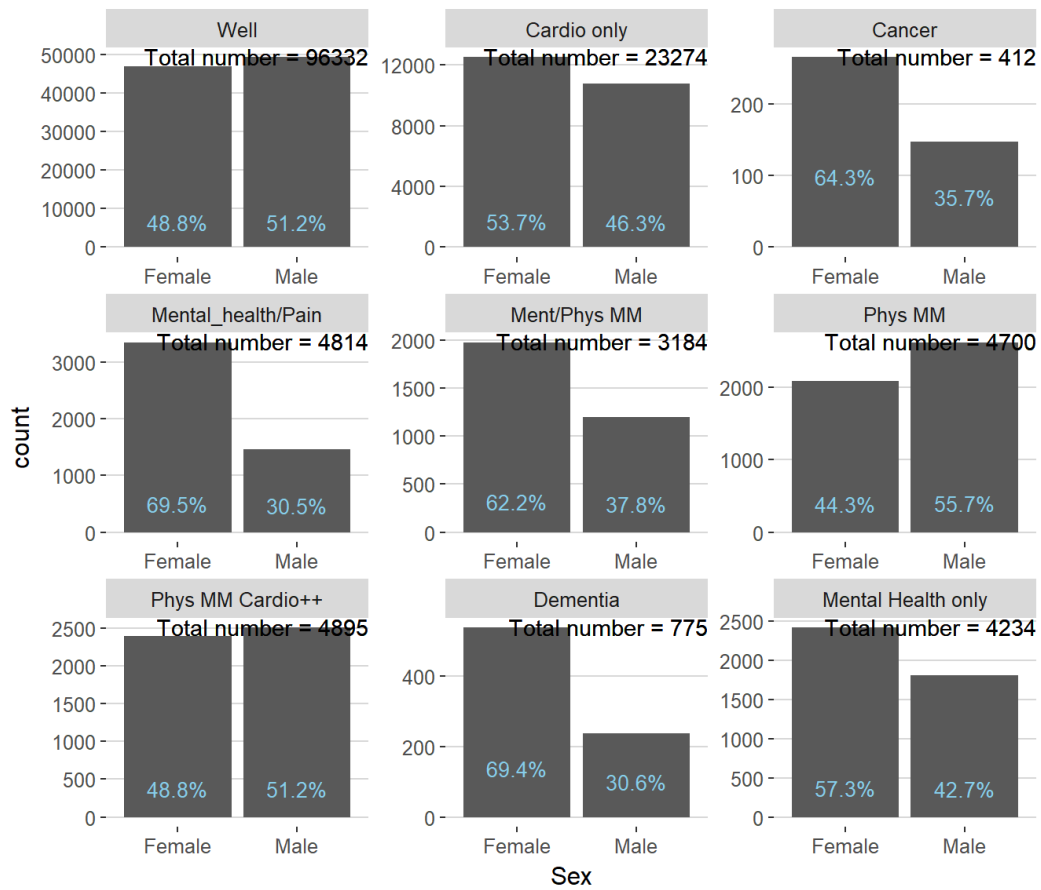 Well
Total number = 96332
50000
40000
30000
20000
10000
0
48.8%
51.2%
Female
Male
Cardio only
Total number = 23274
12000
8000
4000
0
53.7%
46.3%
Female
Male
Cancer
Total number = 412
200
100
0
64.3%
35.7%
Female
Male
count
Mental_health/Pain
Total number = 4814
3000
2000
1000
0
69.5%
30.5%
Female
Male
Ment/Phys MM
Total number = 3184
2000
1500
1000
500
0
62.2%
37.8%
Female
Male
Phys MM
Total number = 4700
2000
1000
0
44.3%
55.7%
Female
Male
Phys MM Cardio++
Total number = 4895
2500
2000
1500
1000
500
0
48.8%
51.2%
Female
Male
Dementia
Total number = 775
400
200
0
69.4%
30.6%
Female
Male
Mental Health only
Total number = 4234
2500
2000
1500
1000
500
0
57.3%
42.7%
Female
Male
Sex